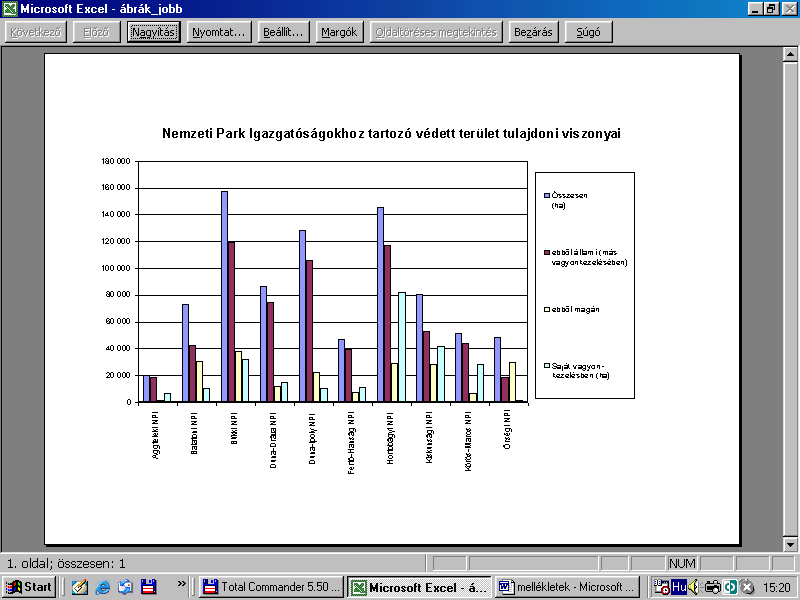 Microsoft Excel - ábrák_jobb
Következő Előző Nagyítás Nyomtat... Beállít... Margók Oldaltöréses megtekintés Bezárás Súgó
Nemzeti Park Igazgatóságokhoz tartozó védett terület tulajdoni viszonyai
180 000
160 000
140 000
120 000
100 000
80 000
60 000
40 000
20 000
0
Aggteleki NPI
Balatoni NPI
Bükki NPI
Duna-Dráva NPI
Duna-Ipoly NPI
Fertő-Hanság NPI
Hortobágyi NPI
Kiskunsági NPI
Körös-Maros NPI
Őrségi NPI
Összesen
(ha)
ebből állami (más
vagyonkezelésében)
ebből magán
Saját vagyon-
kezelésben (ha)
1. oldal; összesen: 1
NUM
Start
Total Commander 5.50 ...
Microsoft Excel - á...
mellékletek - Microsoft ...
Hu
15:20